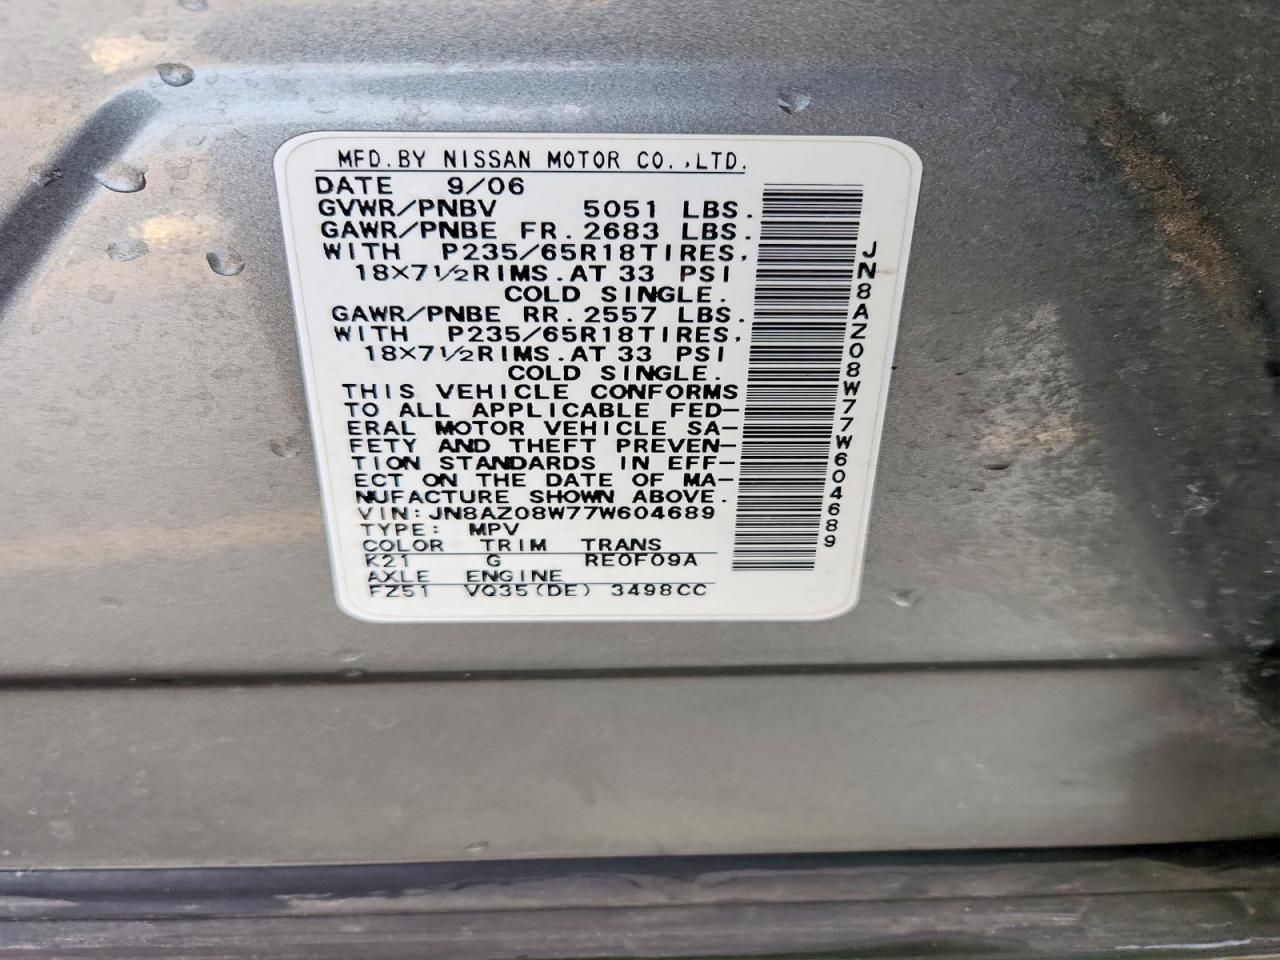 MFD.BY NISSAN MOTOR CO.,LTD.
DATE 9/06
GVWR/PNBV 5051 LBS.
GAWR/PNBE FR. 2683 LBS.
WITH P235/65R18TIRES,
18X7½RIMS.AT 33 PSI
COLD SINGLE.
GAWR/PNBE RR. 2557 LBS.
WITH P235/65R18TIRES,
18X7½RIMS.AT 33 PSI
COLD SINGLE.
THIS VEHICLE CONFORMS
TO ALL APPLICABLE FED-
ERAL MOTOR VEHICLE SA-
FETY AND THEFT PREVEN-
TION STANDARDS IN EFF-
ECT ON THE DATE OF MA-
NUFACTURE SHOWN ABOVE.
VIN: JN8AZ08W77W604689
TYPE: MPV
COLOR TRIM TRANS
K21 G RE0F09A
AXLE ENGINE
FZ51 VQ35(DE) 3498CC
JN8AZ08W77W604689